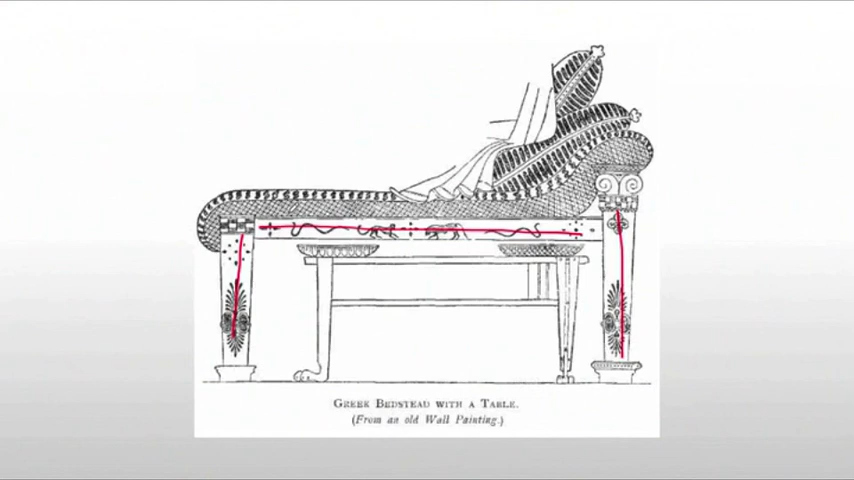 GREEK BEDSTEAD WITH A TABLE.
(From an old Wall Painting.)